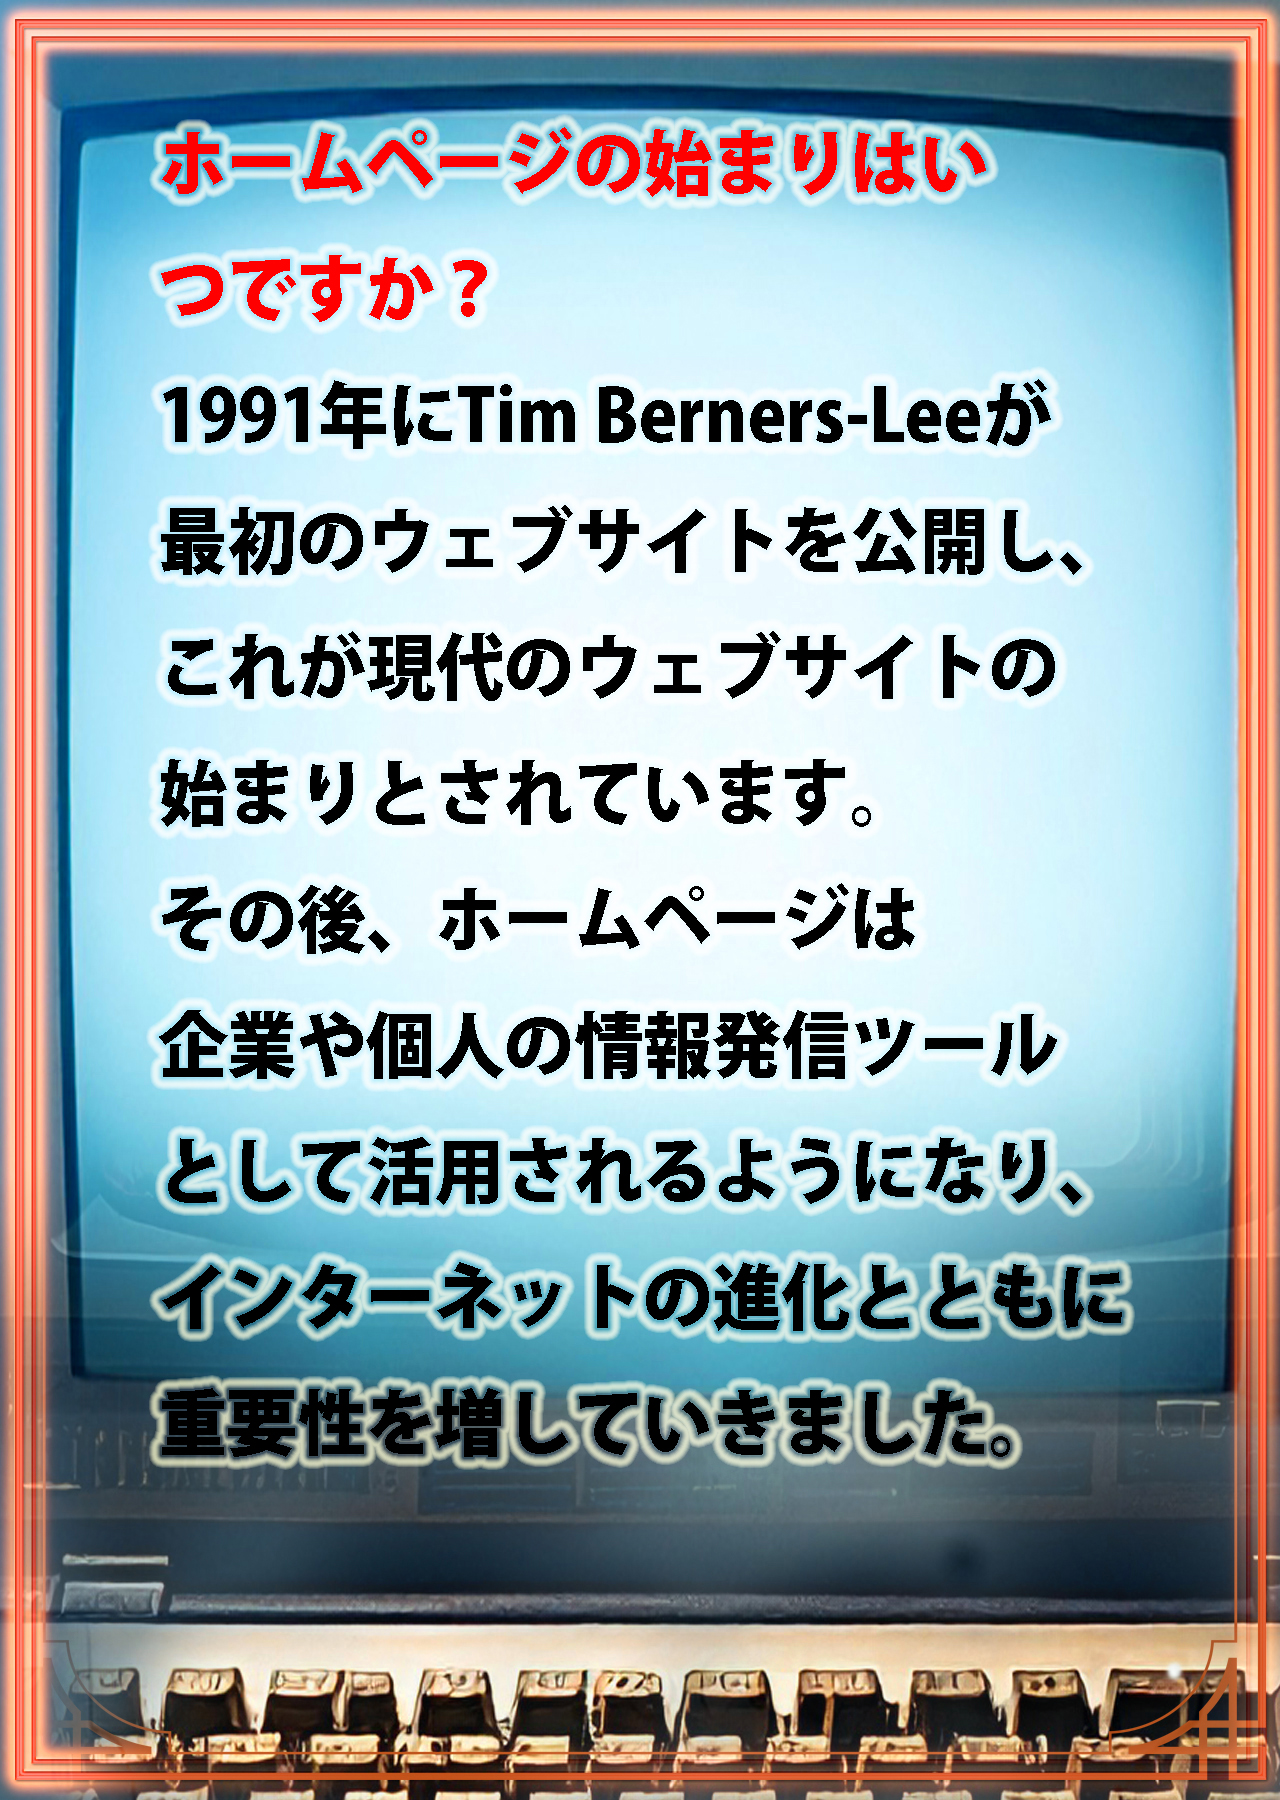 ホームページの始まりはい
つですか？
1991年にTim Berners-Leeが
最初のウェブサイトを公開し、
これが現代のウェブサイトの
始まりとされています。
その後、ホームページは
企業や個人の情報発信ツール
として活用されるようになり、
インターネットの進化とともに
重要性を増していきました。